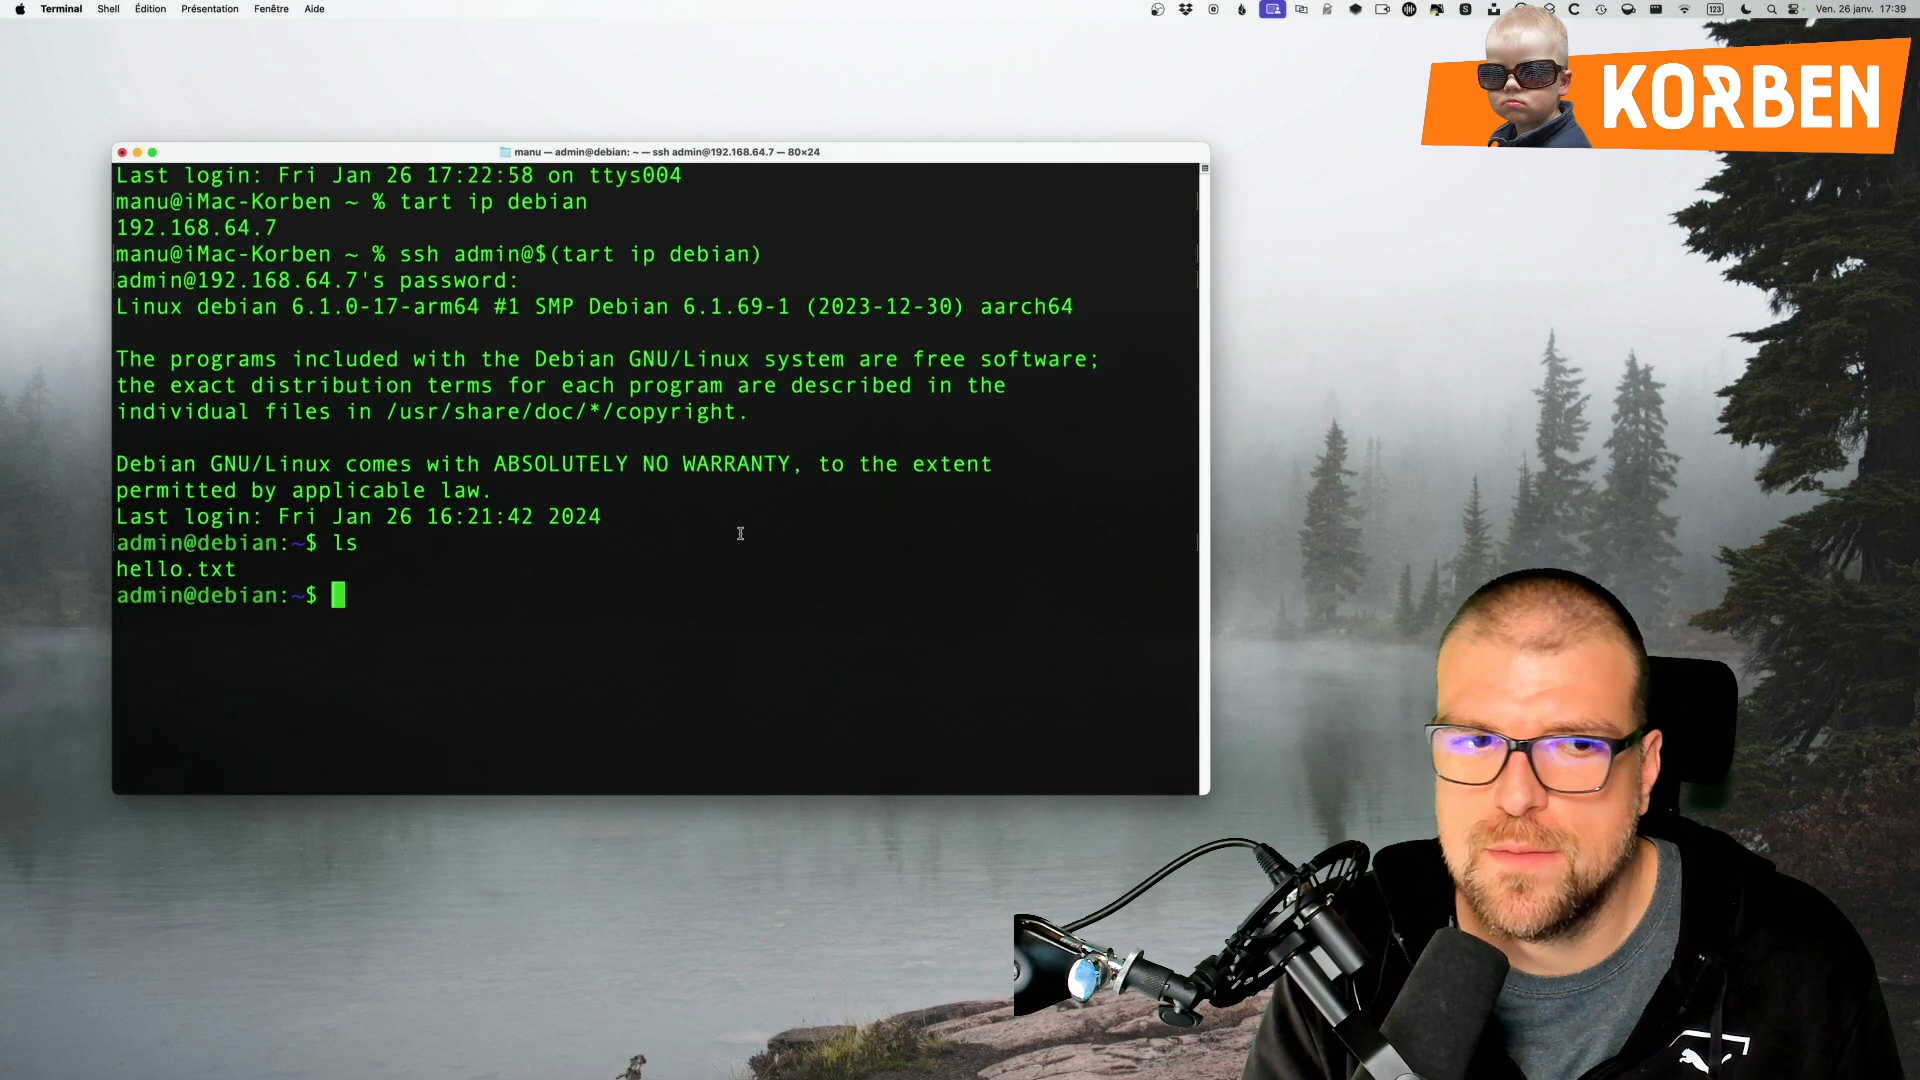 Terminal Shell Édition Présentation Fenêtre Aide
Ven. 26 janv. 17:39
KORBEN
manu — admin@debian: ~ — ssh admin@192.168.64.7 — 80×24
Last login: Fri Jan 26 17:22:58 on ttys004
manu@iMac-Korben ~ % tart ip debian
192.168.64.7
manu@iMac-Korben ~ % ssh admin@$(tart ip debian)
admin@192.168.64.7's password:
Linux debian 6.1.0-17-arm64 #1 SMP Debian 6.1.69-1 (2023-12-30) aarch64
The programs included with the Debian GNU/Linux system are free software;
the exact distribution terms for each program are described in the
individual files in /usr/share/doc/*/copyright.
Debian GNU/Linux comes with ABSOLUTELY NO WARRANTY, to the extent
permitted by applicable law.
Last login: Fri Jan 26 16:21:42 2024
admin@debian:~$ ls
hello.txt
admin@debian:~$